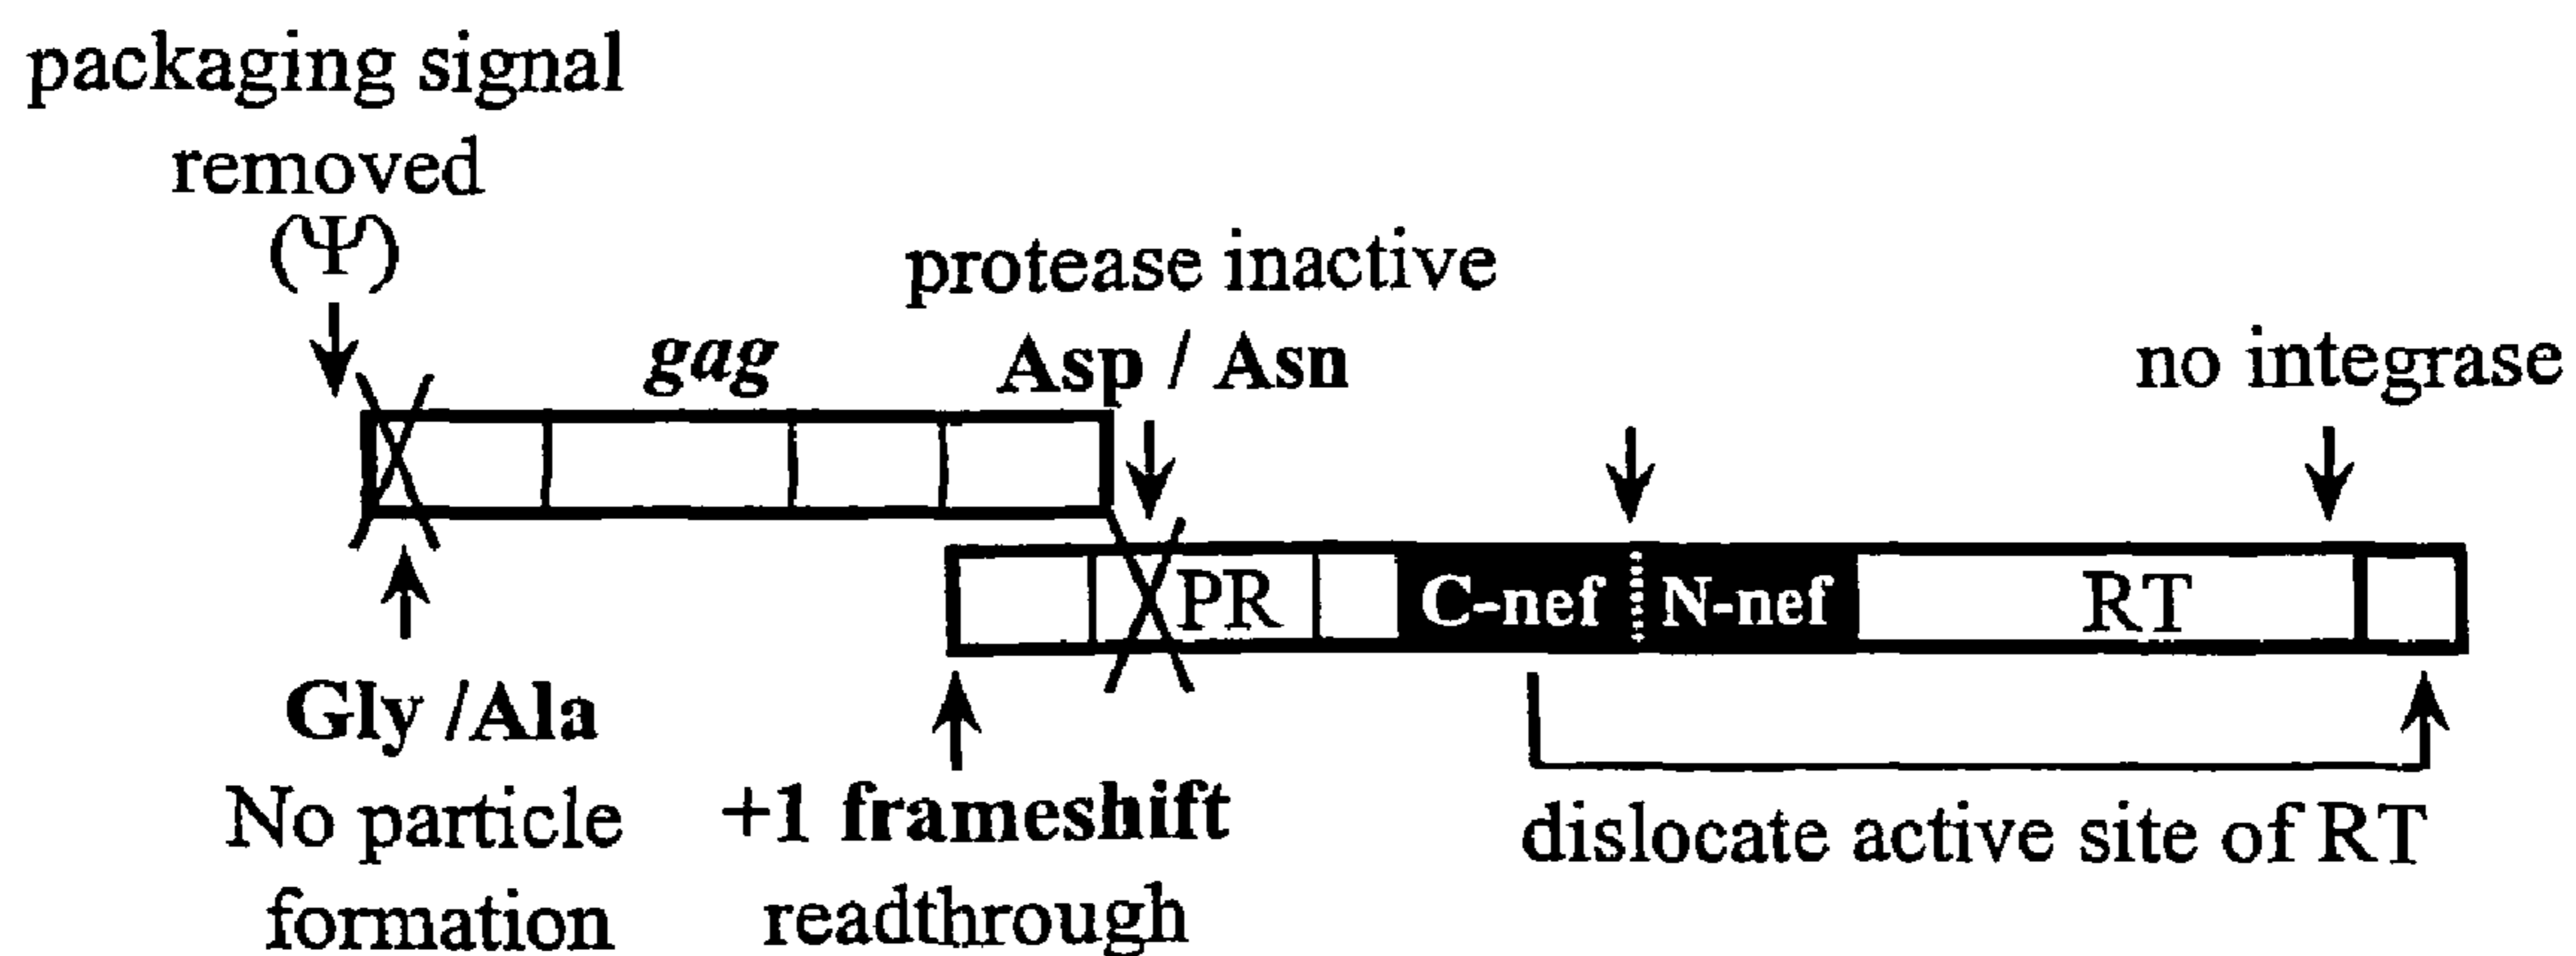 packaging signal
removed
(Ψ)
protease inactive
gag
Asp / Asn
no integrase
PR
C-nef
N-nef
RT
Gly /Ala
No particle
formation
+1 frameshift
readthrough
dislocate active site of RT